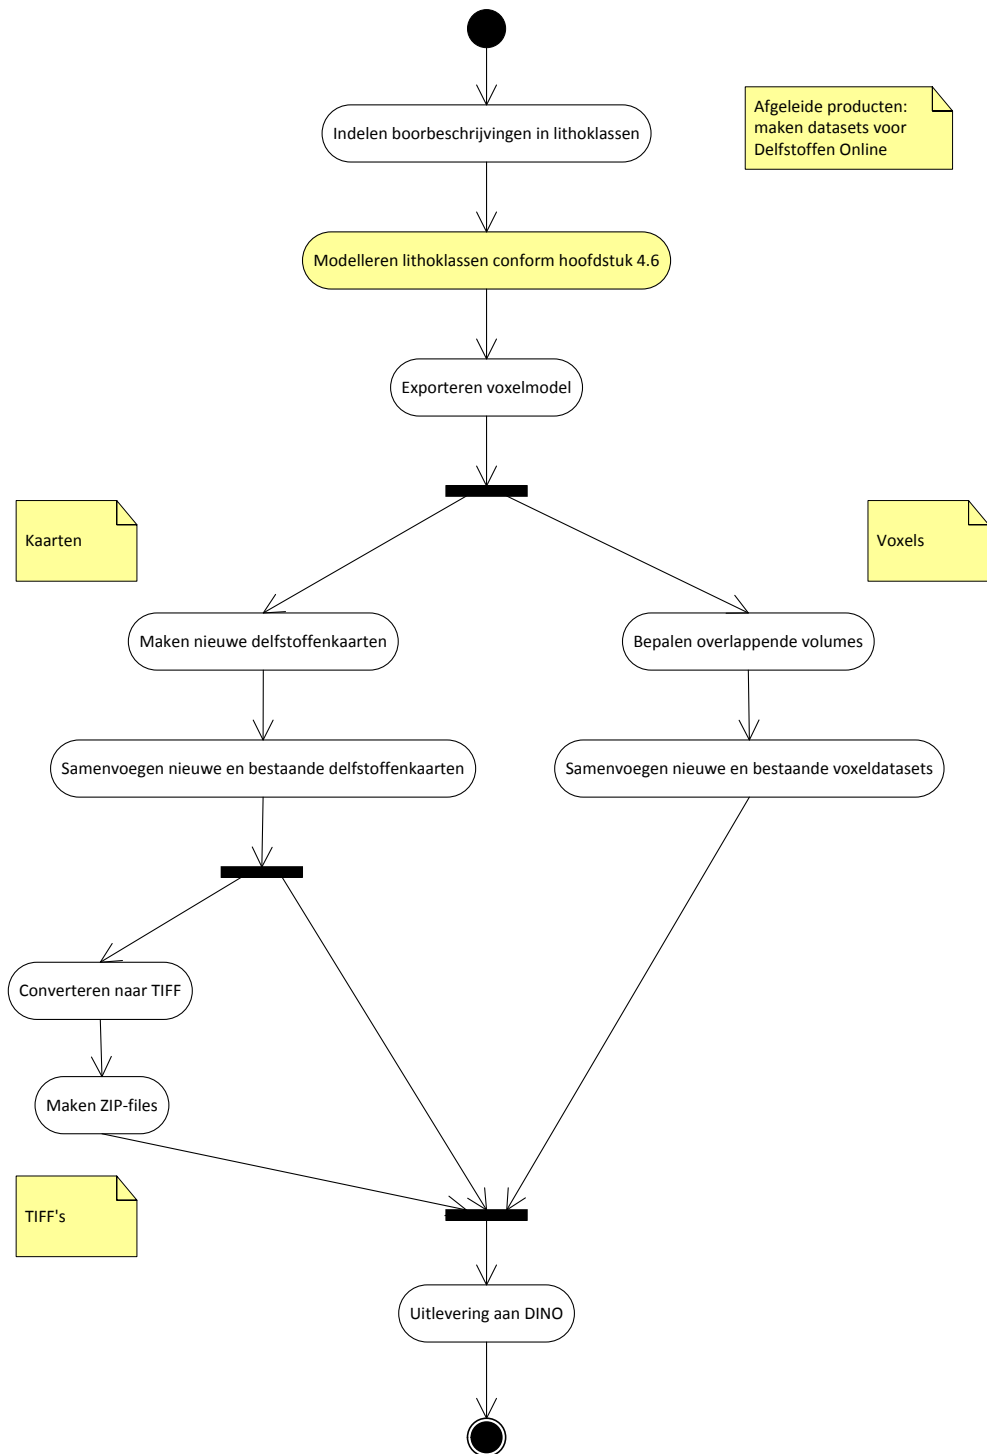 Indelen boorbeschrijvingen in lithoklassen
Afgeleide producten:
maken datasets voor
Delfstoffen Online
Modelleren lithoklassen conform hoofdstuk 4.6
Exporteren voxelmodel
Kaarten
Voxels
Maken nieuwe delfstoffenkaarten
Bepalen overlappende volumes
Samenvoegen nieuwe en bestaande delfstoffenkaarten
Samenvoegen nieuwe en bestaande voxeldatasets
Converteren naar TIFF
Maken ZIP-files
TIFF's
Uitlevering aan DINO